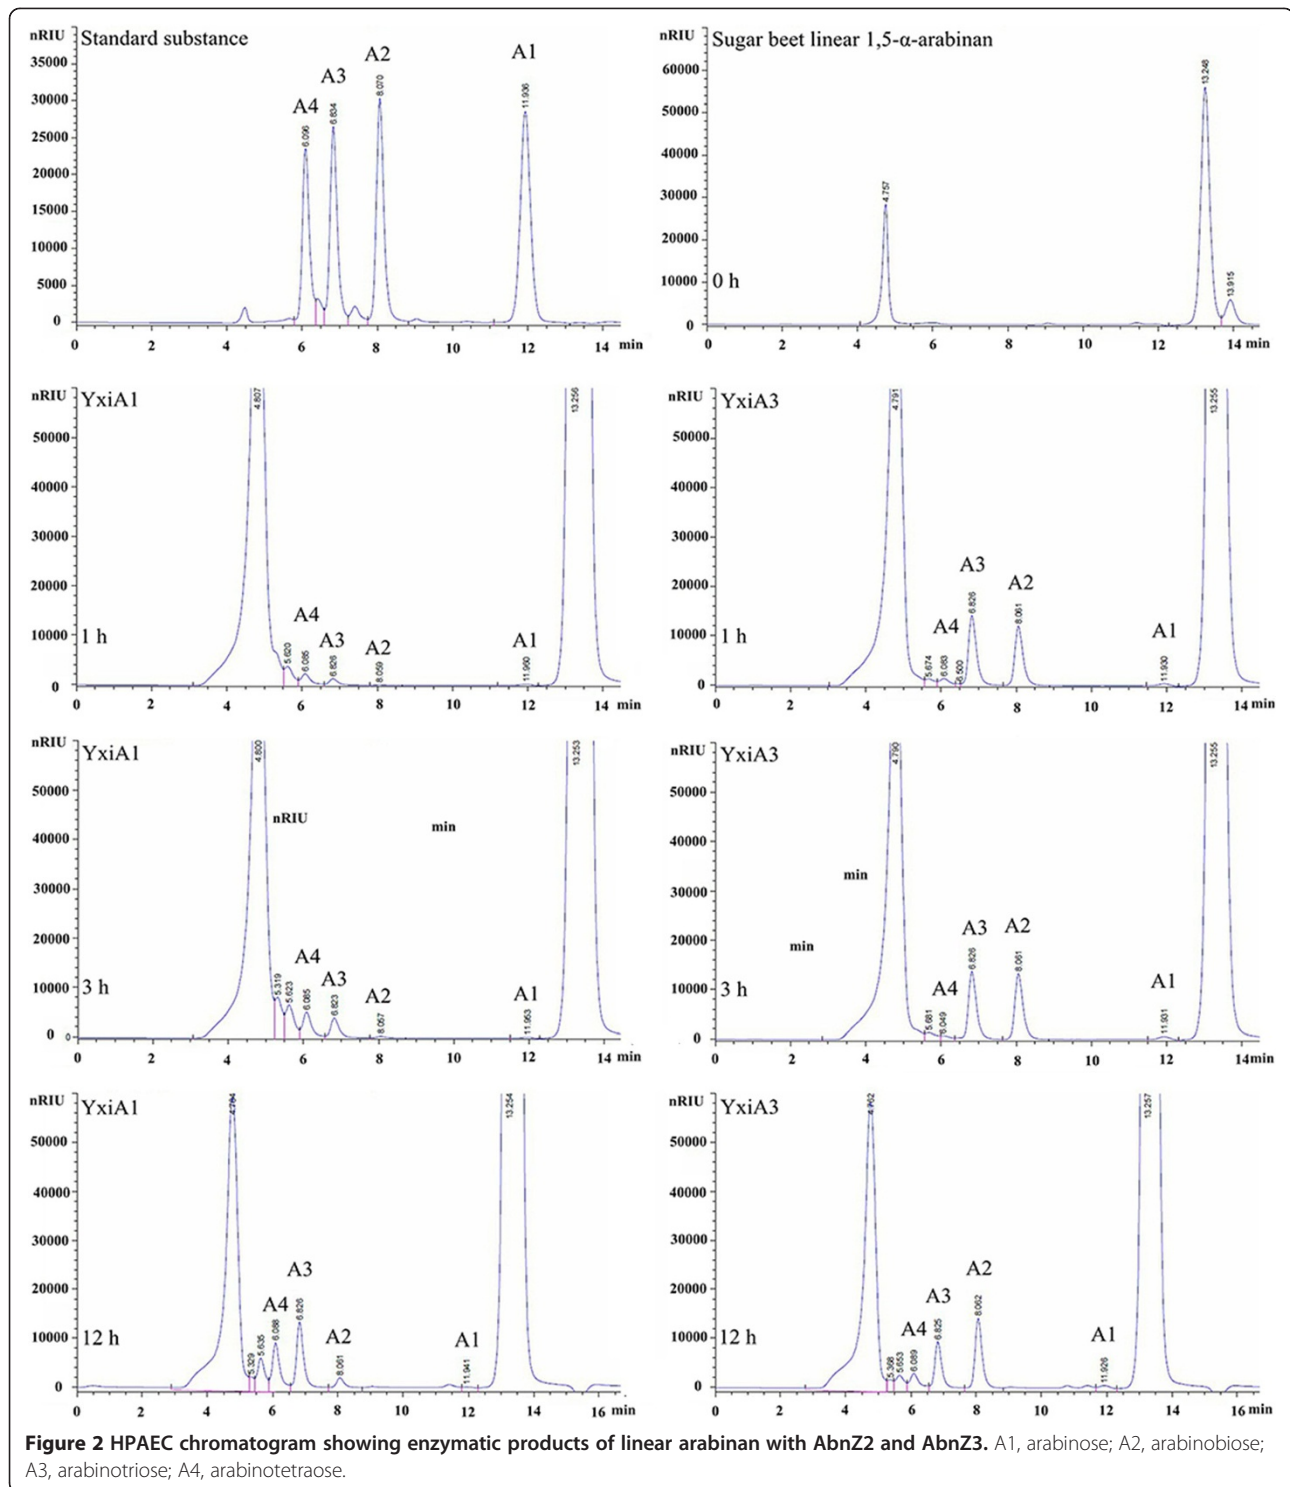 nRIU
Standard substance
35000
30000
25000
20000
15000
10000
5000
0
A4
6.096
A3
6.834
A2
8.070
A1
11.936
0 2 4 6 8 10 12 14 min
nRIU
Sugar beet linear 1,5-α-arabinan
60000
50000
40000
30000
20000
10000
0
0 h
4.757
13.248
13.915
0 2 4 6 8 10 12 14 min
nRIU
YxiA1
50000
40000
30000
20000
10000
0
1 h
4.807
5.620
A4
6.085
A3
6.826
A2
8.059
A1
11.960
13.256
0 2 4 6 8 10 12 14 min
nRIU
YxiA3
50000
40000
30000
20000
10000
0
1 h
4.791
5.674
A4
6.083
6.500
A3
6.826
A2
8.061
A1
11.930
13.255
0 2 4 6 8 10 12 14 min
nRIU
YxiA1
50000
40000
30000
20000
10000
0 0
3 h
4.800
nRIU
min
5.319
5.623
A4
6.085
A3
6.823
A2
8.057
A1
11.953
13.253
0 2 4 6 8 10 12 14 min
nRIU
YxiA3
50000
40000
30000
20000
10000
0
3 h
4.790
min
min
5.681
A4
6.049
A3
6.826
A2
8.061
A1
11.931
13.255
0 2 4 6 8 10 12 14 min
nRIU
YxiA1
50000
40000
30000
20000
10000
0
12 h
4.784
5.329
5.635
A4
6.088
A3
6.826
A2
8.061
A1
11.941
13.254
0 2 4 6 8 10 12 14 16 min
nRIU
YxiA3
50000
40000
30000
20000
10000
0
12 h
4.762
5.368
5.653
A4
6.089
A3
6.825
A2
8.062
A1
11.926
13.257
0 2 4 6 8 10 12 14 16 min
Figure 2 HPAEC chromatogram showing enzymatic products of linear arabinan with AbnZ2 and AbnZ3. A1, arabinose; A2, arabinobiose;
A3, arabinotriose; A4, arabinotetraose.